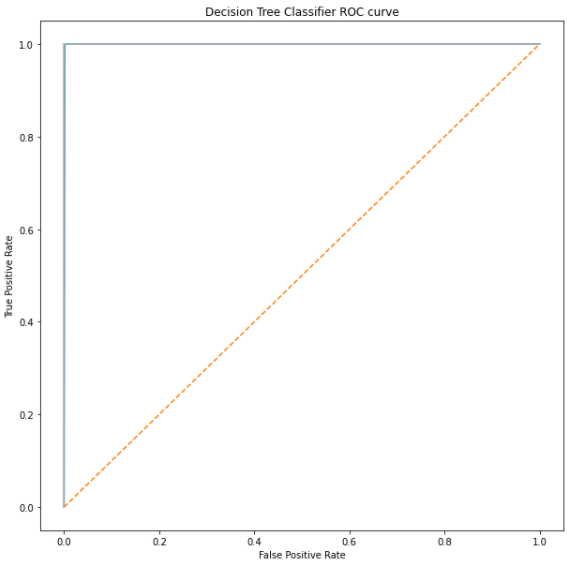 Decision Tree Classifier ROC curve
1.0
0.8
0.6
0.4
0.2
0.0
True Positive Rate
0.0 0.2 0.4 0.6 0.8 1.0
False Positive Rate